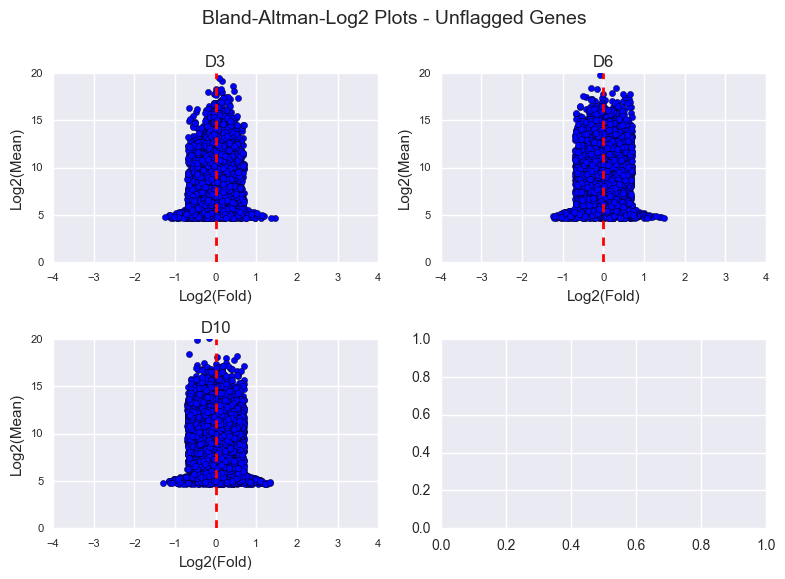 Bland-Altman-Log2 Plots - Unflagged Genes
D3
20
15
10
5
0
Log2(Mean)
−4 −3 −2 −1 0 1 2 3 4
Log2(Fold)
D6
20
15
10
5
0
Log2(Mean)
−4 −3 −2 −1 0 1 2 3 4
Log2(Fold)
D10
20
15
10
5
0
Log2(Mean)
−4 −3 −2 −1 0 1 2 3 4
Log2(Fold)
1.0
0.8
0.6
0.4
0.2
0.0
0.0 0.2 0.4 0.6 0.8 1.0